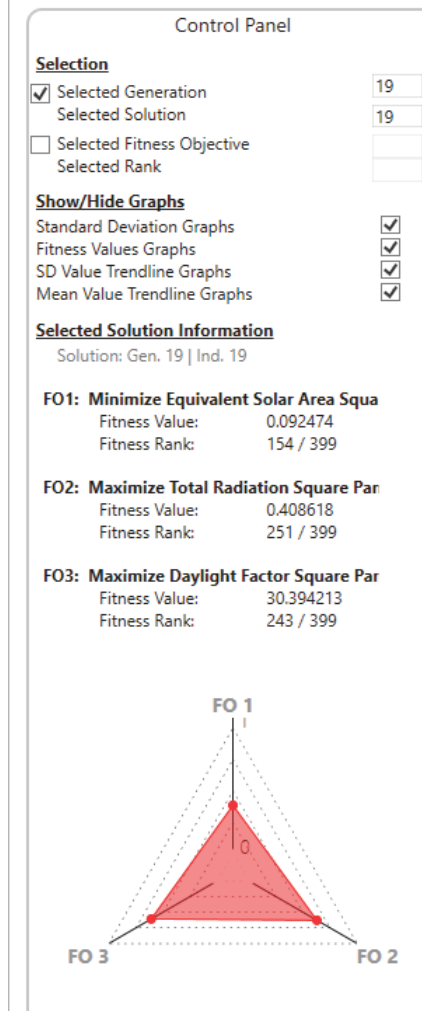 Control Panel
Selection
Selected Generation 19
Selected Solution 19
Selected Fitness Objective
Selected Rank
Show/Hide Graphs
Standard Deviation Graphs
Fitness Values Graphs
SD Value Trendline Graphs
Mean Value Trendline Graphs
Selected Solution Information
Solution: Gen. 19 | Ind. 19
FO1: Minimize Equivalent Solar Area Squa
Fitness Value: 0.092474
Fitness Rank: 154 / 399
FO2: Maximize Total Radiation Square Par
Fitness Value: 0.408618
Fitness Rank: 251 / 399
FO3: Maximize Daylight Factor Square Par
Fitness Value: 30.394213
Fitness Rank: 243 / 399
FO 1
1
0
FO 3 FO 2